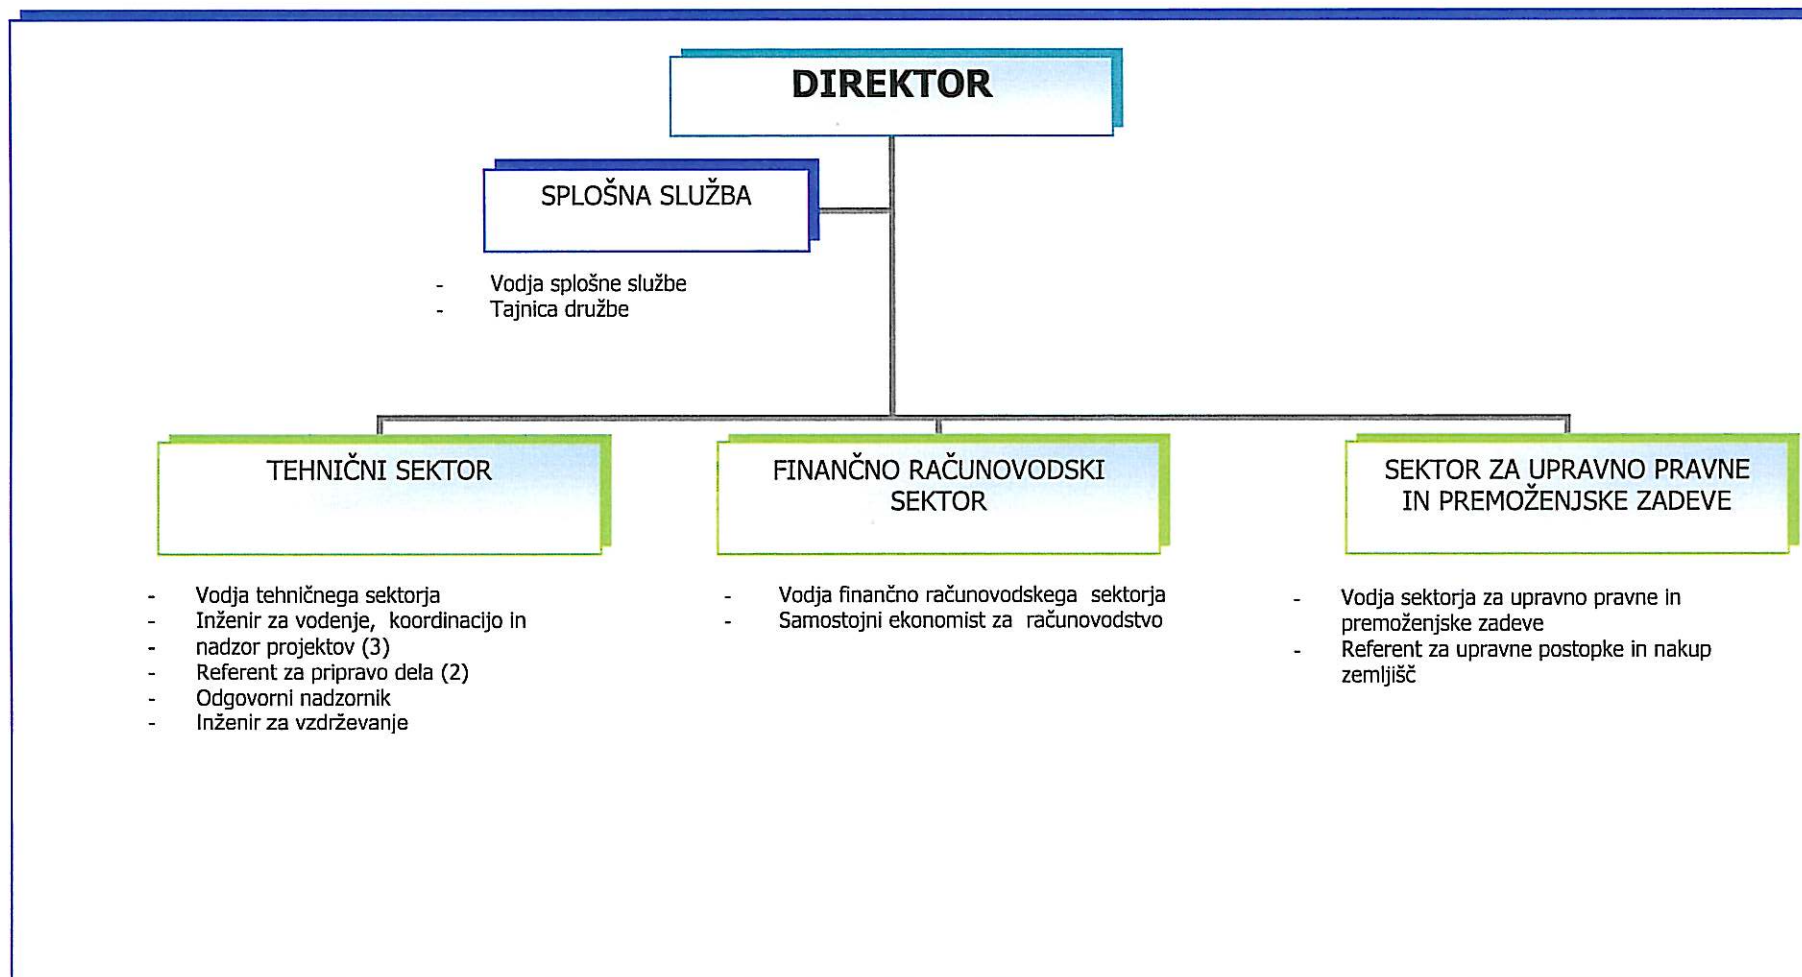 DIREKTOR
SPLOŠNA SLUŽBA
- Vodja splošne službe
- Tajnica družbe
TEHNIČNI SEKTOR
- Vodja tehničnega sektorja
- Inženir za vodenje, koordinacijo in
- nadzor projektov (3)
- Referent za pripravo dela (2)
- Odgovorni nadzornik
- Inženir za vzdrževanje
FINANČNO RAČUNOVODSKI
SEKTOR
- Vodja finančno računovodskega sektorja
- Samostojni ekonomist za računovodstvo
SEKTOR ZA UPRAVNO PRAVNE
IN PREMOŽENJSKE ZADEVE
- Vodja sektorja za upravno pravne in
premoženjske zadeve
- Referent za upravne postopke in nakup
zemljišč